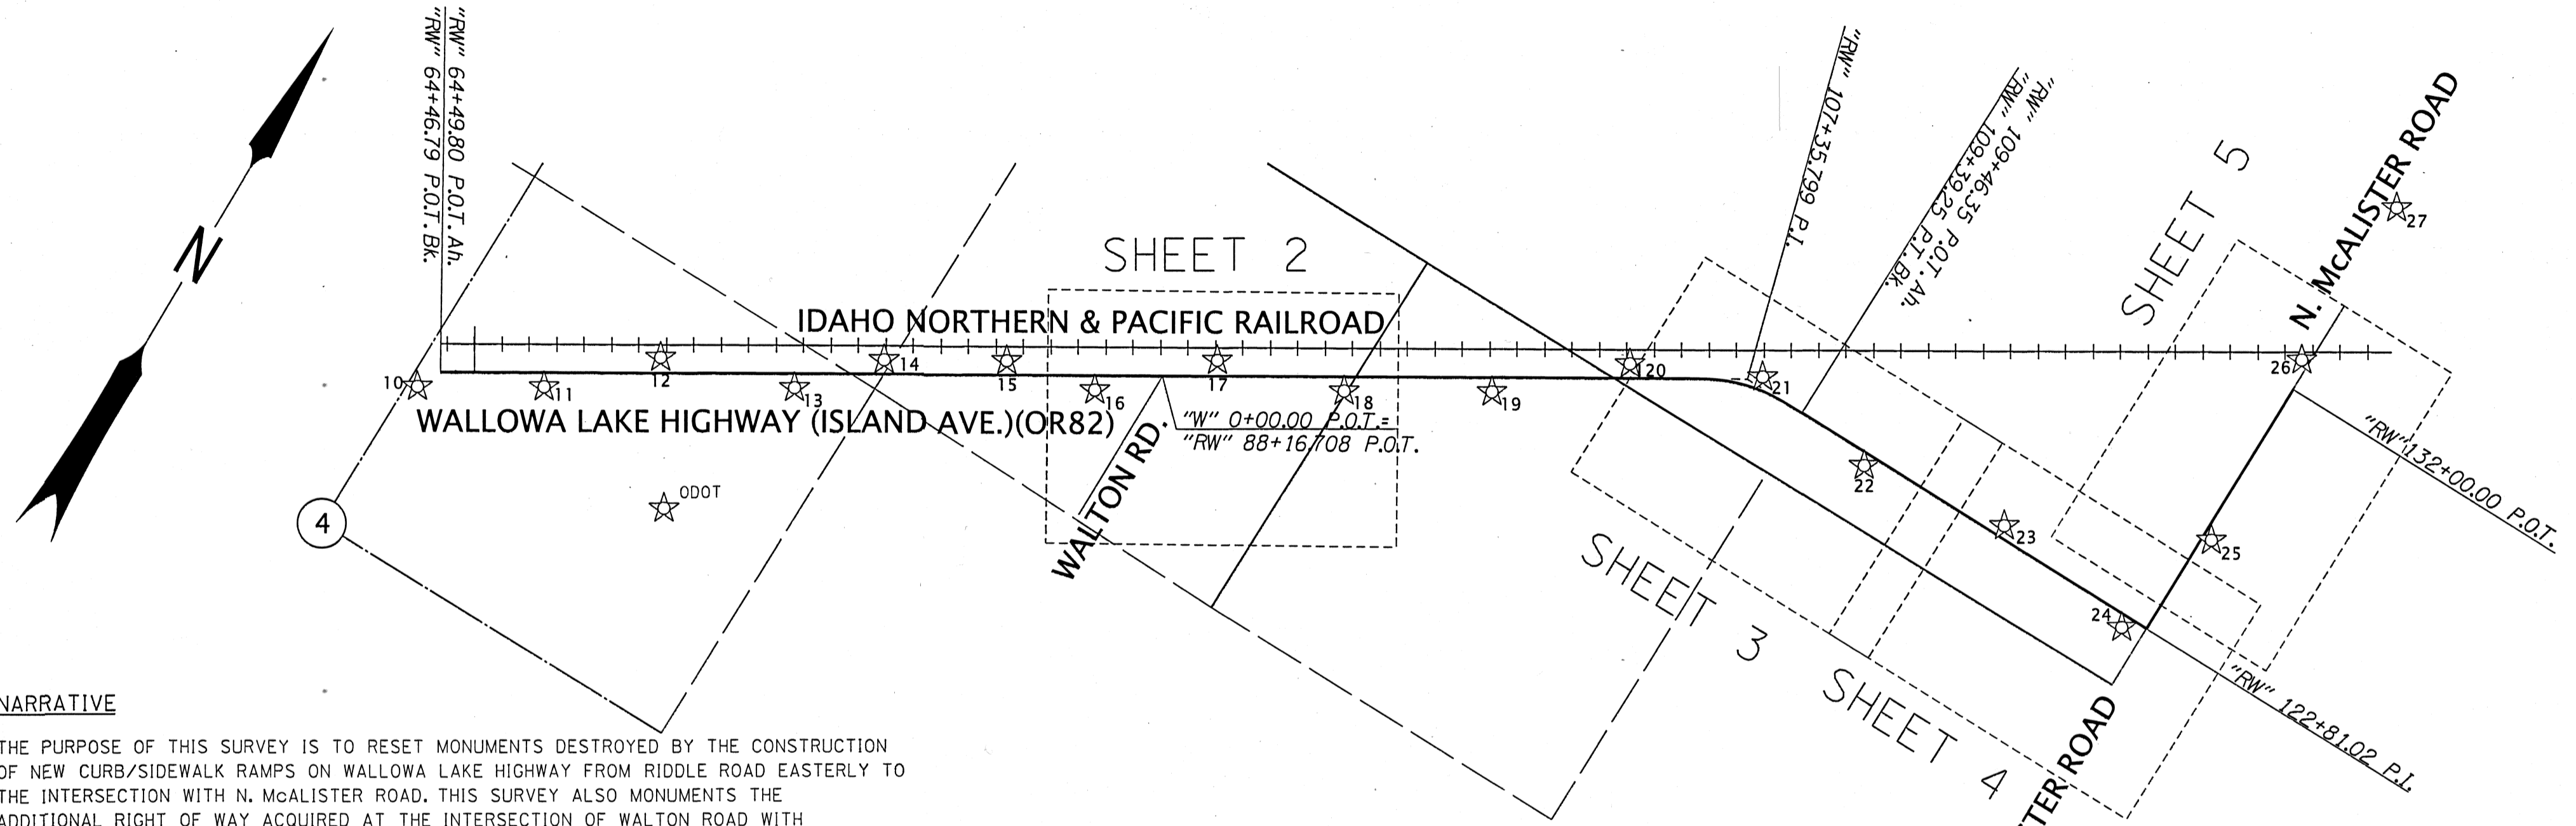 "RW" 64+49.80 P.O.T. Ah.
"RW" 64+46.79 P.O.T. Bk.
N
"RW" 107+35.799 P.I.
"RW" 109+46.35 P.O.T. Ah.
"RW" 109+39.25 P.T. Bk.
SHEET 5
N. McALISTER ROAD
27
SHEET 2
IDAHO NORTHERN & PACIFIC RAILROAD
10
11
12
13
14
15
16
17
18
19
20
21
22
23
24
25
26
WALLOWA LAKE HIGHWAY (ISLAND AVE.)(OR82)
"W" 0+00.00 P.O.T.=
"RW" 88+16.708 P.O.T.
WALTON RD.
ODOT
4
"RW" 132+00.00 P.O.T.
SHEET 3
SHEET 4
"RW" 122+81.02 P.I.
TER ROAD
NARRATIVE
THE PURPOSE OF THIS SURVEY IS TO RESET MONUMENTS DESTROYED BY THE CONSTRUCTION
OF NEW CURB/SIDEWALK RAMPS ON WALLOWA LAKE HIGHWAY FROM RIDDLE ROAD EASTERLY TO
THE INTERSECTION WITH N. McALISTER ROAD. THIS SURVEY ALSO MONUMENTS THE
ADDITIONAL RIGHT OF WAY ACQUIRED AT THE INTERSECTION OF WALTON ROAD WITH